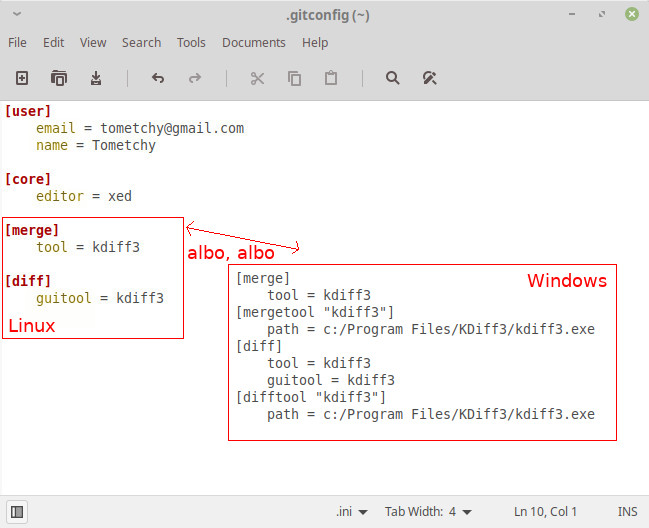 .gitconfig (~)
File Edit View Search Tools Documents Help
[user]
email = tometchy@gmail.com
name = Tometchy
[core]
editor = xed
[merge]
tool = kdiff3
[diff]
guitool = kdiff3
Linux
albo, albo
Windows
[merge]
tool = kdiff3
[mergetool "kdiff3"]
path = c:/Program Files/KDiff3/kdiff3.exe
[diff]
tool = kdiff3
guitool = kdiff3
[difftool "kdiff3"]
path = c:/Program Files/KDiff3/kdiff3.exe
.ini Tab Width: 4 Ln 10, Col 1 INS